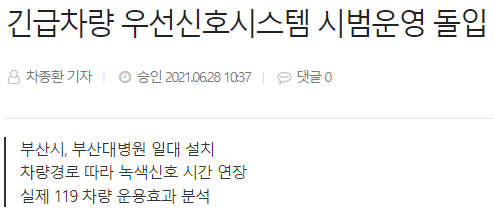 긴급차량 우선신호시스템 시범운영 돌입
차종환 기자 | 승인 2021.06.28 10:37 | 댓글 0
부산시, 부산대병원 일대 설치
차량경로 따라 녹색신호 시간 연장
실제 119 차량 운용효과 분석